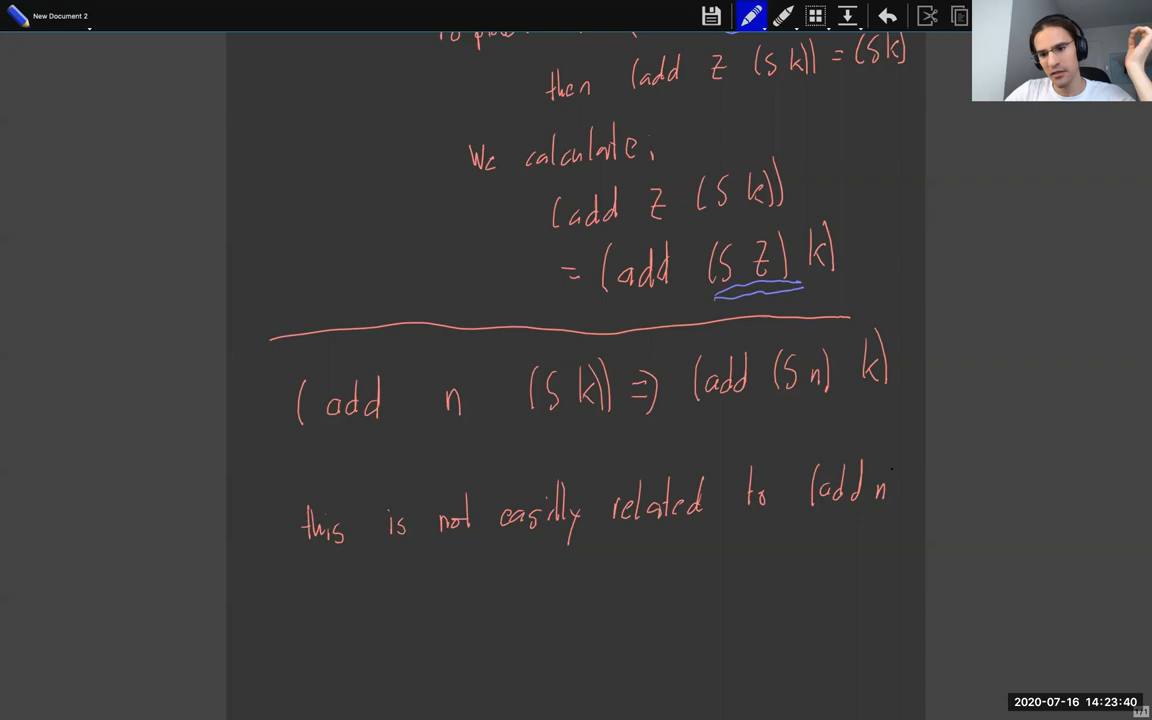 New Document 2
then (add Z (S k)) = (S k)
We calculate;
(add Z (S k))
= (add (S Z) k)
(add n (S k)) => (add (S n) k)
this is not easilly related to (add n
2020-07-16 14:23:40